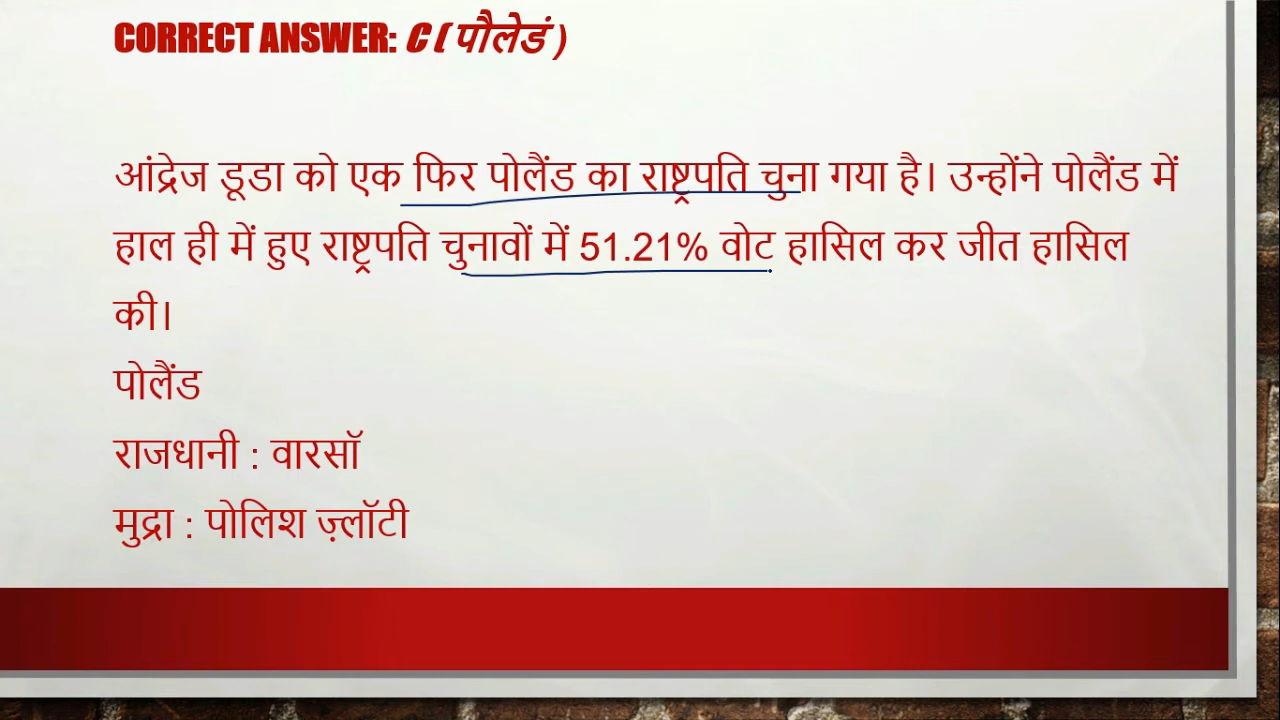 CORRECT ANSWER: C ( पौलेडं )
आंद्रेज डूडा को एक फिर पोलैंड का राष्ट्रपति चुना गया है। उन्होंने पोलैंड में
हाल ही में हुए राष्ट्रपति चुनावों में 51.21% वोट हासिल कर जीत हासिल
की।
पोलैंड
राजधानी : वारसॉ
मुद्रा : पोलिश ज़्लॉटी